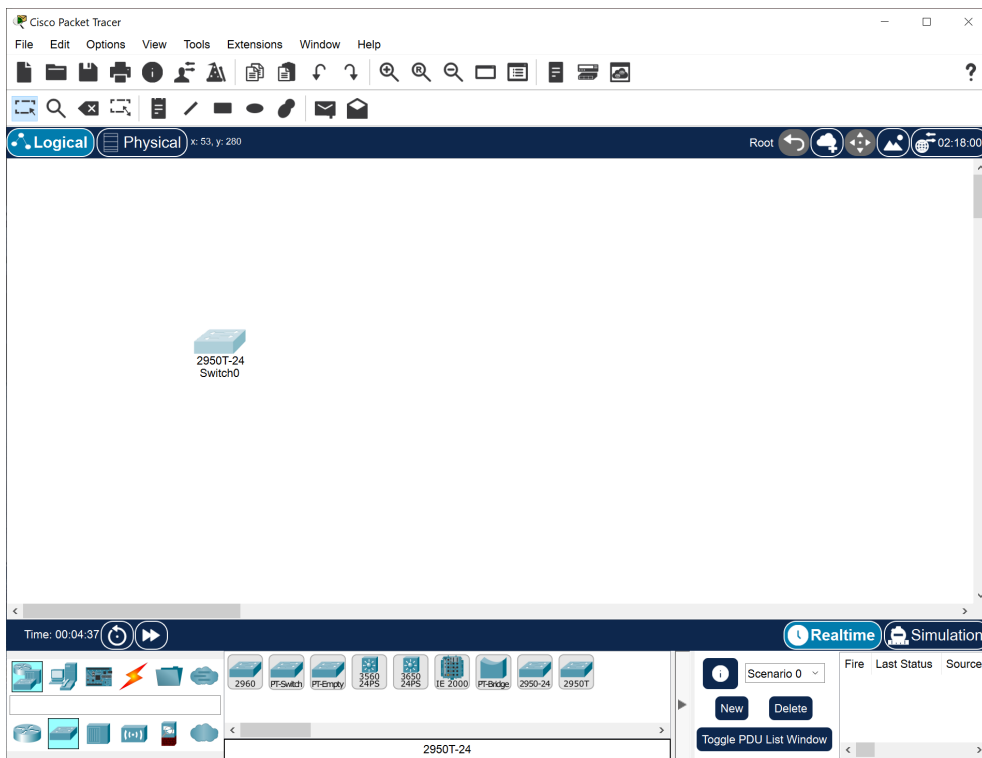 Cisco Packet Tracer
File Edit Options View Tools Extensions Window Help
?
Logical Physical x: 53, y: 280 Root 02:18:00
2950T-24
Switch0
Time: 00:04:37 Realtime Simulation
2960 PT-Switch PT-Empty 3560 24PS 3650 24PS IE 2000 PT-Bridge 2950-24 2950T
Scenario 0
Fire Last Status Source
New Delete
Toggle PDU List Window
2950T-24